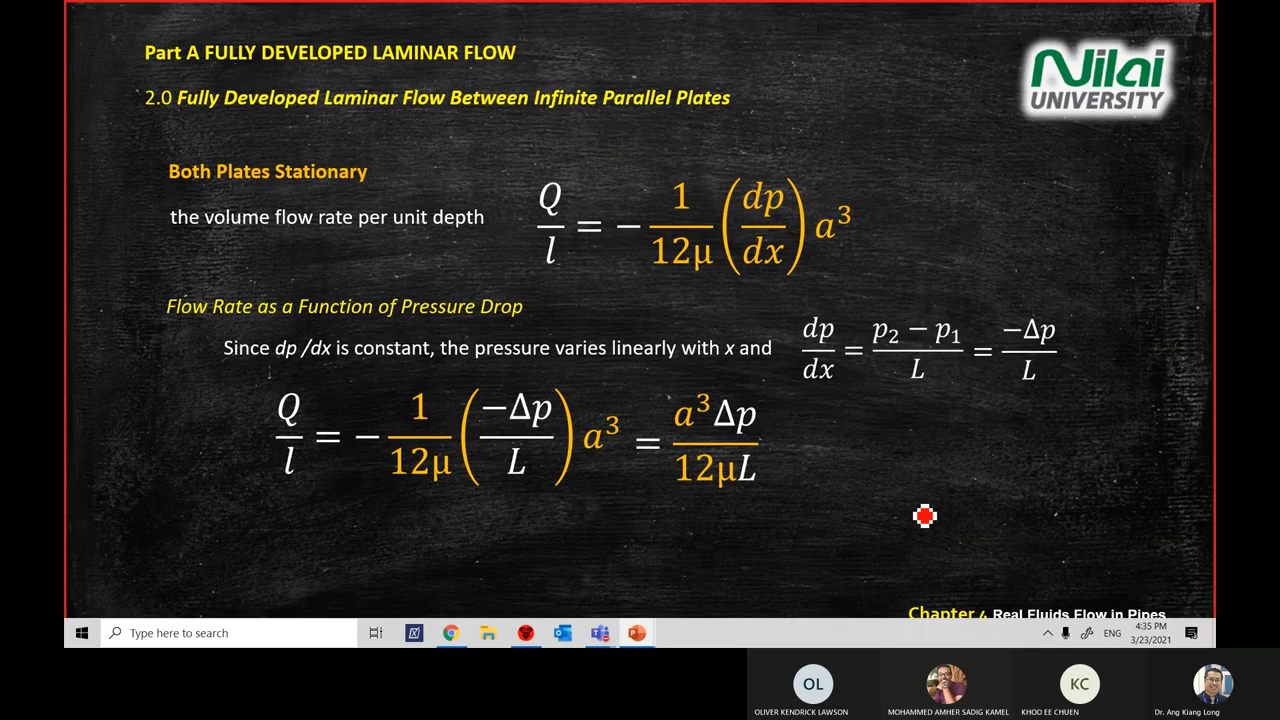 Part A FULLY DEVELOPED LAMINAR FLOW
Nilai
UNIVERSITY
2.0 Fully Developed Laminar Flow Between Infinite Parallel Plates
Both Plates Stationary
the volume flow rate per unit depth
Q/l = − 1/12μ (dp/dx) a³
Flow Rate as a Function of Pressure Drop
Since dp /dx is constant, the pressure varies linearly with x and
dp/dx = p₂ − p₁/L = −Δp/L
Q/l = − 1/12μ (−Δp/L) a³ = a³Δp/12μL
Chapter 4 Real Fluids Flow in Pipes
Type here to search
ENG
4:35 PM
3/23/2021
OL
KC
OLIVER KENDRICK LAWSON
MOHAMMED AMHER SADIG KAMEL
KHOO EE CHUEN
Dr. Ang Kiang Long